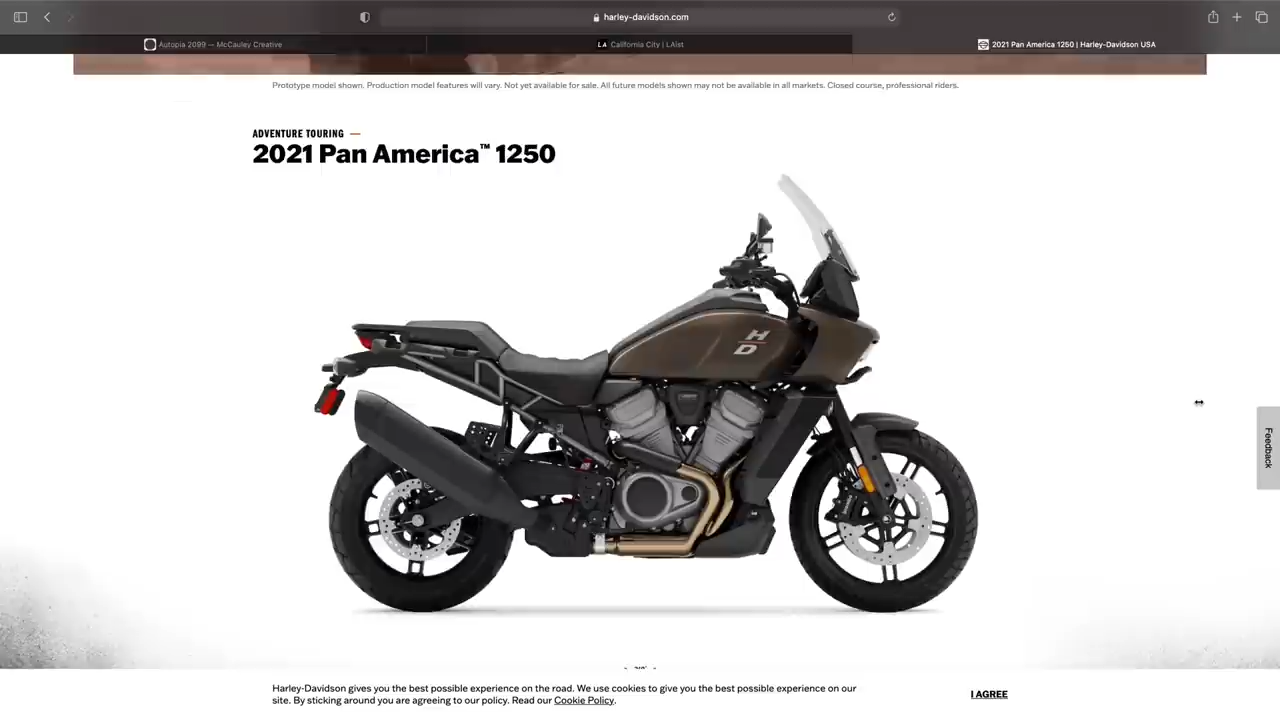 harley-davidson.com
Autopia 2099 — McCauley Creative
LA California City | LAist
2021 Pan America 1250 | Harley-Davidson USA
Prototype model shown. Production model features will vary. Not yet available for sale. All future models shown may not be available in all markets. Closed course, professional riders.
ADVENTURE TOURING —
2021 Pan America™ 1250
H
D
Feedback
Harley-Davidson gives you the best possible experience on the road. We use cookies to give you the best possible experience on our
site. By sticking around you are agreeing to our policy. Read our Cookie Policy.
I AGREE